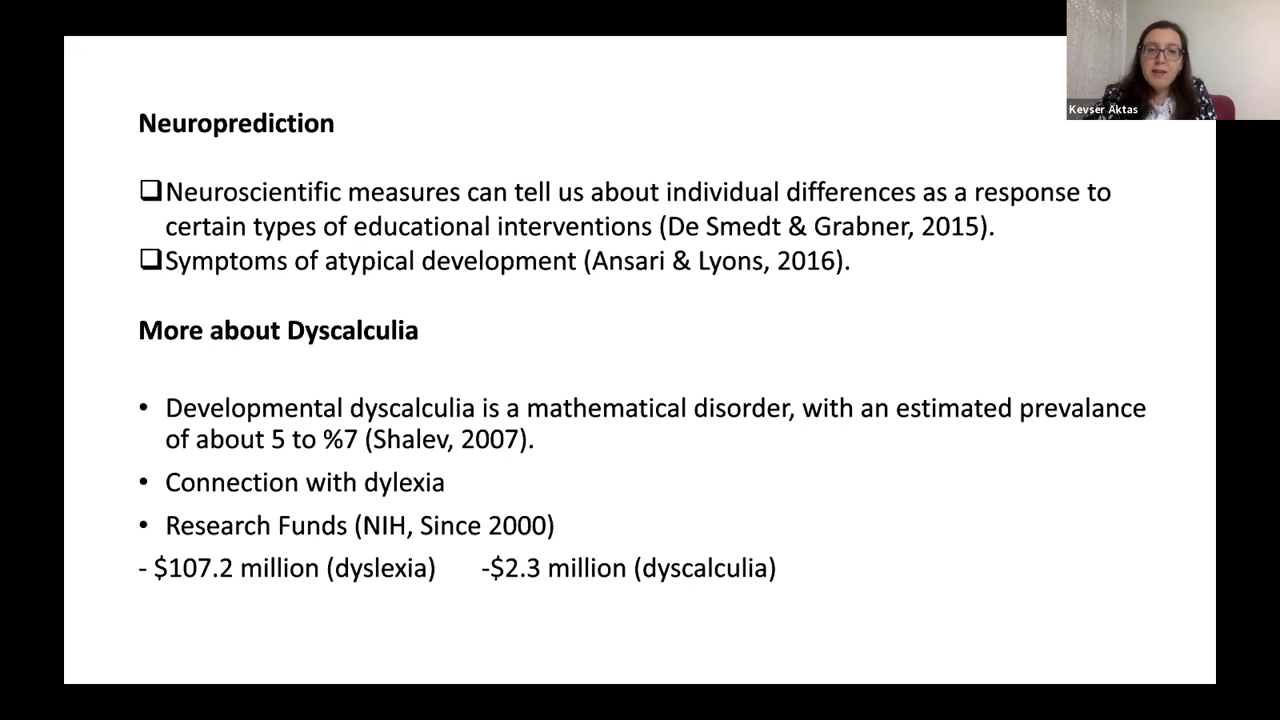 Kevser Aktas
Neuroprediction
❑Neuroscientific measures can tell us about individual differences as a response to
certain types of educational interventions (De Smedt & Grabner, 2015).
❑Symptoms of atypical development (Ansari & Lyons, 2016).
More about Dyscalculia
• Developmental dyscalculia is a mathematical disorder, with an estimated prevalance
of about 5 to %7 (Shalev, 2007).
• Connection with dylexia
• Research Funds (NIH, Since 2000)
- $107.2 million (dyslexia) -$2.3 million (dyscalculia)